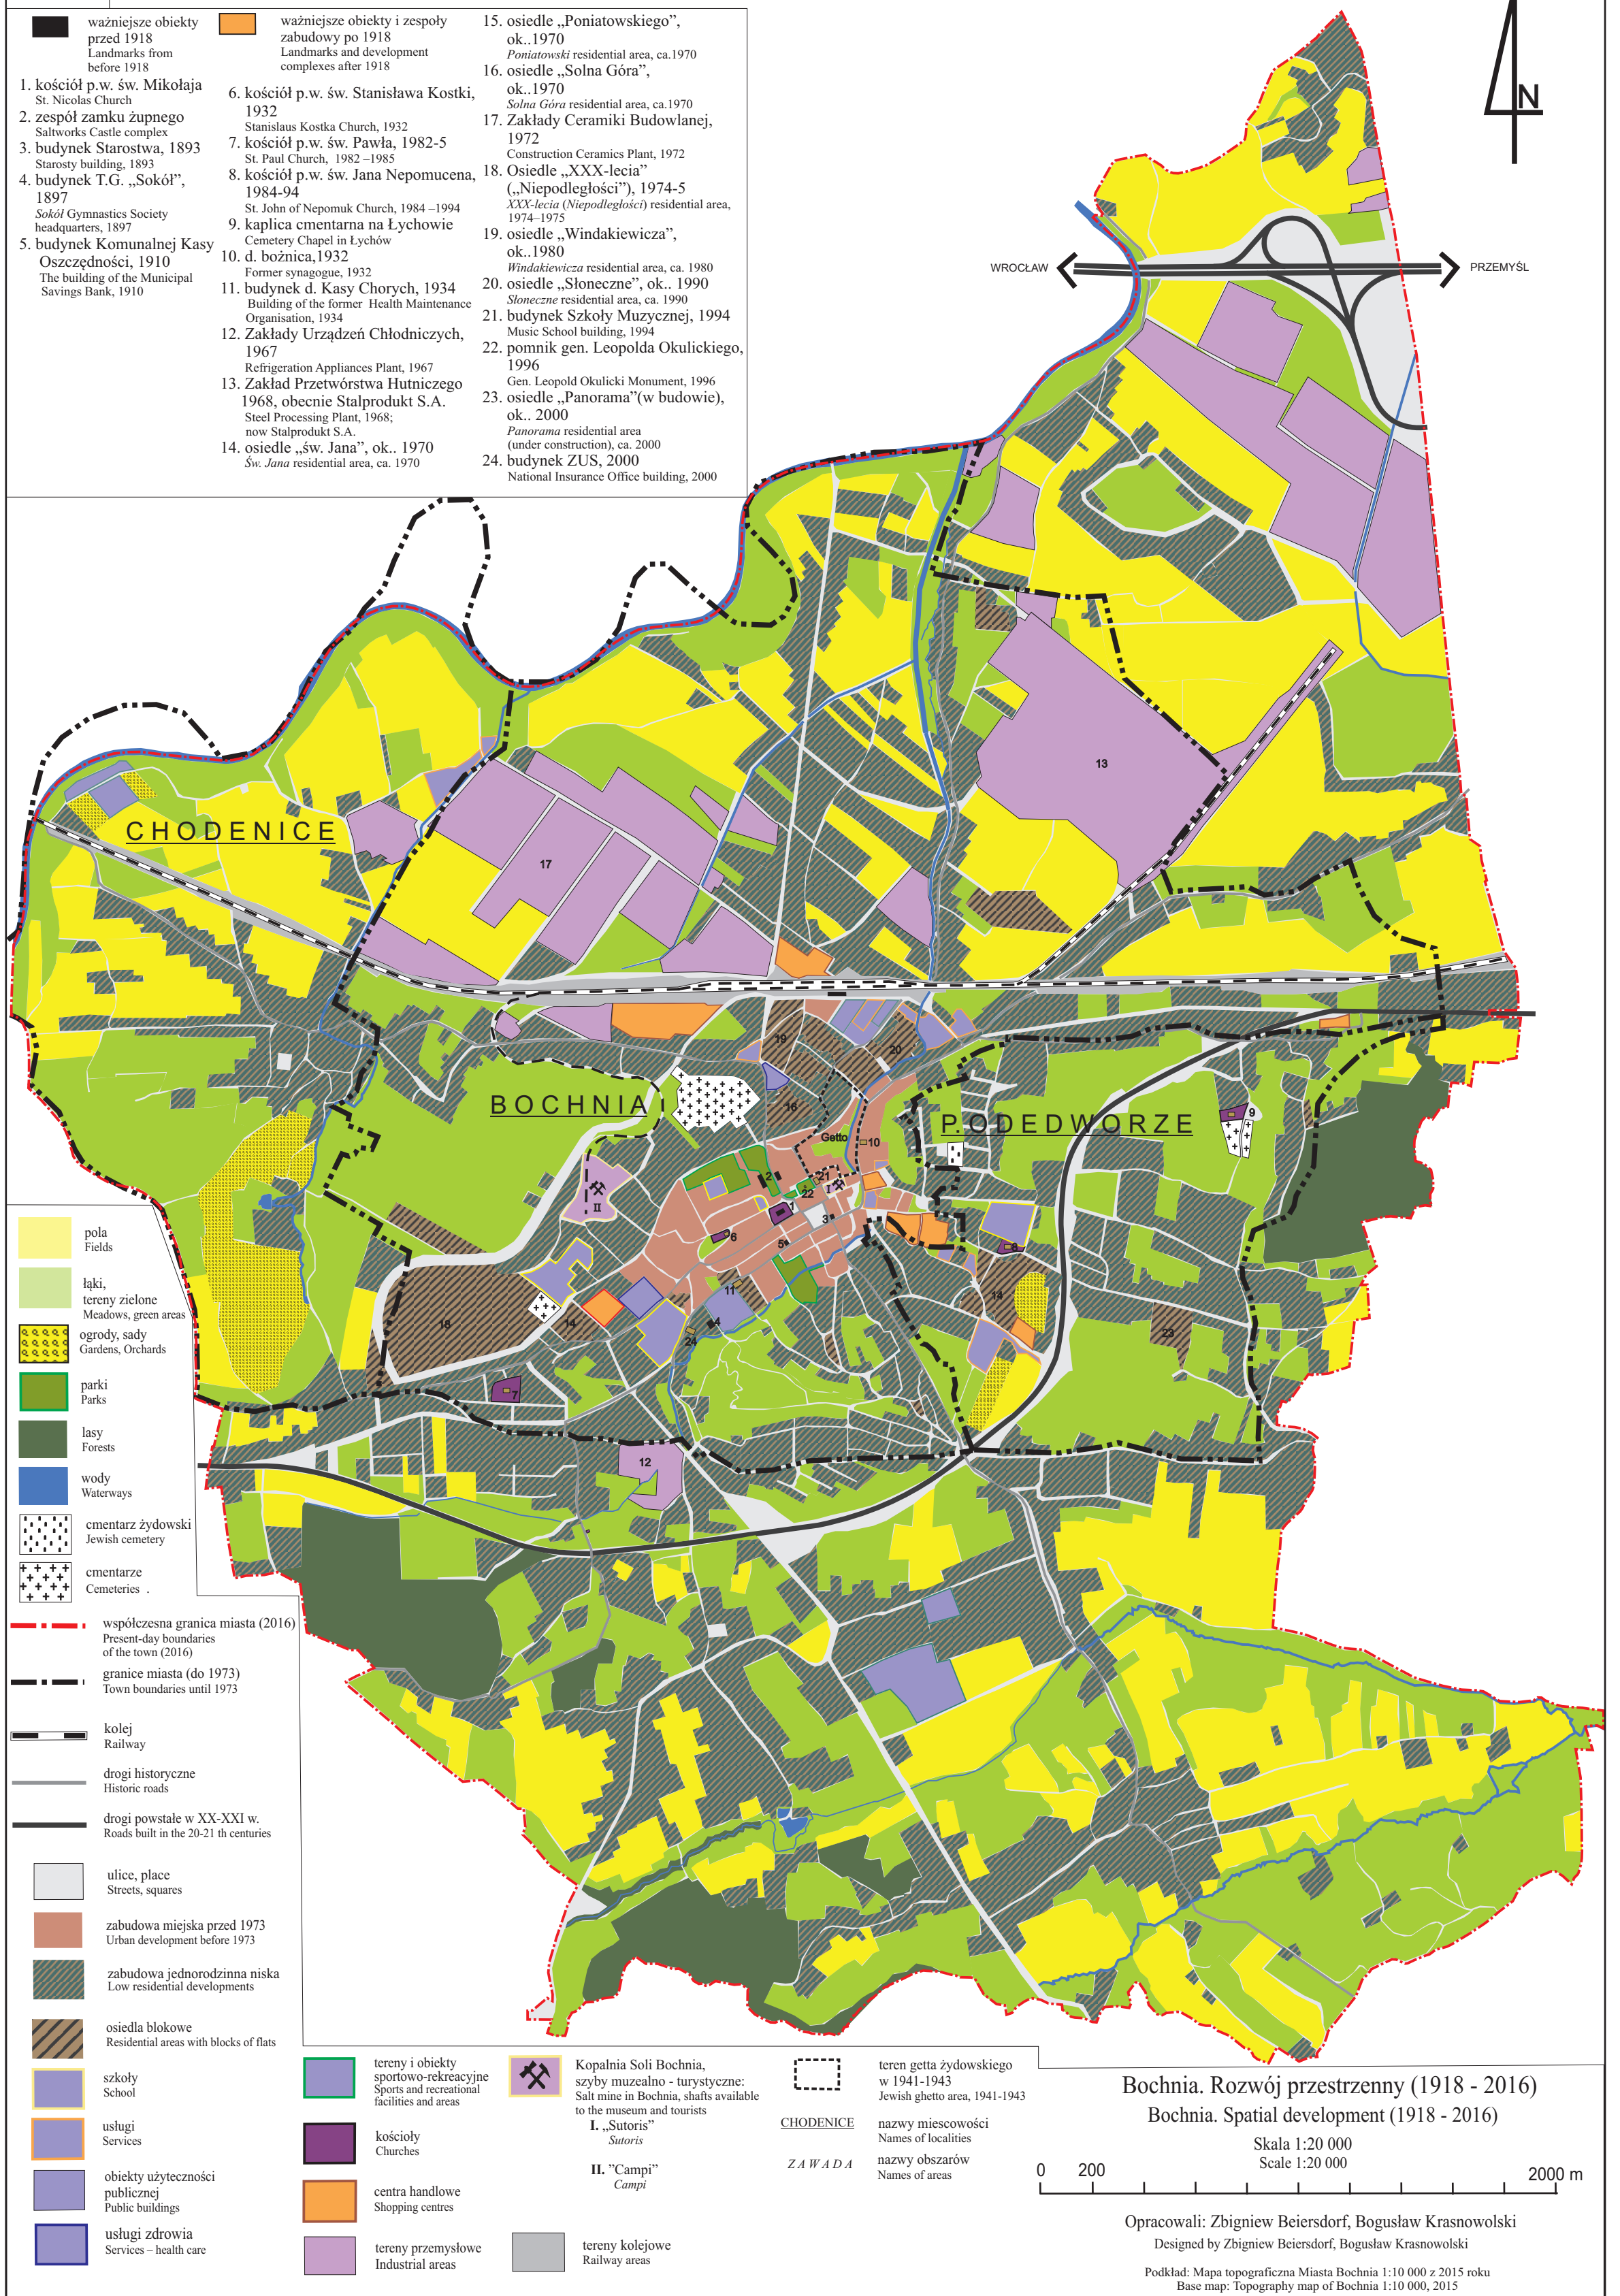 ważniejsze obiekty
przed 1918
Landmarks from
before 1918
1. kościół p.w. św. Mikołaja
St. Nicolas Church
2. zespół zamku żupnego
Saltworks Castle complex
3. budynek Starostwa, 1893
Starosty building, 1893
4. budynek T.G. „Sokół”,
1897
Sokół Gymnastics Society
headquarters, 1897
5. budynek Komunalnej Kasy
Oszczędności, 1910
The building of the Municipal
Savings Bank, 1910
ważniejsze obiekty i zespoły
zabudowy po 1918
Landmarks and development
complexes after 1918
6. kościół p.w. św. Stanisława Kostki,
1932
Stanislaus Kostka Church, 1932
7. kościół p.w. św. Pawła, 1982-5
St. Paul Church, 1982 –1985
8. kościół p.w. św. Jana Nepomucena,
1984-94
St. John of Nepomuk Church, 1984 –1994
9. kaplica cmentarna na Łychowie
Cemetery Chapel in Łychów
10. d. bożnica,1932
Former synagogue, 1932
11. budynek d. Kasy Chorych, 1934
Building of the former Health Maintenance
Organisation, 1934
12. Zakłady Urządzeń Chłodniczych,
1967
Refrigeration Appliances Plant, 1967
13. Zakład Przetwórstwa Hutniczego
1968, obecnie Stalprodukt S.A.
Steel Processing Plant, 1968;
now Stalprodukt S.A.
14. osiedle „św. Jana”, ok.. 1970
Św. Jana residential area, ca. 1970
15. osiedle „Poniatowskiego”,
ok..1970
Poniatowski residential area, ca.1970
16. osiedle „Solna Góra”,
ok..1970
Solna Góra residential area, ca.1970
17. Zakłady Ceramiki Budowlanej,
1972
Construction Ceramics Plant, 1972
18. Osiedle „XXX-lecia”
(„Niepodległości”), 1974-5
XXX-lecia (Niepodległości) residential area,
1974–1975
19. osiedle „Windakiewicza”,
ok..1980
Windakiewicza residential area, ca. 1980
20. osiedle „Słoneczne”, ok.. 1990
Słoneczne residential area, ca. 1990
21. budynek Szkoły Muzycznej, 1994
Music School building, 1994
22. pomnik gen. Leopolda Okulickiego,
1996
Gen. Leopold Okulicki Monument, 1996
23. osiedle „Panorama”(w budowie),
ok.. 2000
Panorama residential area
(under construction), ca. 2000
24. budynek ZUS, 2000
National Insurance Office building, 2000
N
WROCŁAW
PRZEMYŚL
13
CHODENICE
17
19
20
BOCHNIA
16
PODEDWORZE
9
Getto
10
2
21
I
22
II
1
3
6
5
8
11
14
18
14
4
23
24
7
12
pola
Fields
łąki,
tereny zielone
Meadows, green areas
ogrody, sady
Gardens, Orchards
parki
Parks
lasy
Forests
wody
Waterways
cmentarz żydowski
Jewish cemetery
cmentarze
Cemeteries .
współczesna granica miasta (2016)
Present-day boundaries
of the town (2016)
granice miasta (do 1973)
Town boundaries until 1973
kolej
Railway
drogi historyczne
Historic roads
drogi powstałe w XX-XXI w.
Roads built in the 20-21 th centuries
ulice, place
Streets, squares
zabudowa miejska przed 1973
Urban development before 1973
zabudowa jednorodzinna niska
Low residential developments
osiedla blokowe
Residential areas with blocks of flats
szkoły
School
usługi
Services
obiekty użyteczności
publicznej
Public buildings
usługi zdrowia
Services – health care
tereny i obiekty
sportowo-rekreacyjne
Sports and recreational
facilities and areas
kościoły
Churches
centra handlowe
Shopping centres
tereny przemysłowe
Industrial areas
Kopalnia Soli Bochnia,
szyby muzealno - turystyczne:
Salt mine in Bochnia, shafts available
to the museum and tourists
I. „Sutoris”
Sutoris
II. ”Campi”
Campi
tereny kolejowe
Railway areas
teren getta żydowskiego
w 1941-1943
Jewish ghetto area, 1941-1943
CHODENICE
nazwy miescowości
Names of localities
ZAWADA
nazwy obszarów
Names of areas
Bochnia. Rozwój przestrzenny (1918 - 2016)
Bochnia. Spatial development (1918 - 2016)
Skala 1:20 000
Scale 1:20 000
0 200 2000 m
Opracowali: Zbigniew Beiersdorf, Bogusław Krasnowolski
Designed by Zbigniew Beiersdorf, Bogusław Krasnowolski
Podkład: Mapa topograficzna Miasta Bochnia 1:10 000 z 2015 roku
Base map: Topography map of Bochnia 1:10 000, 2015